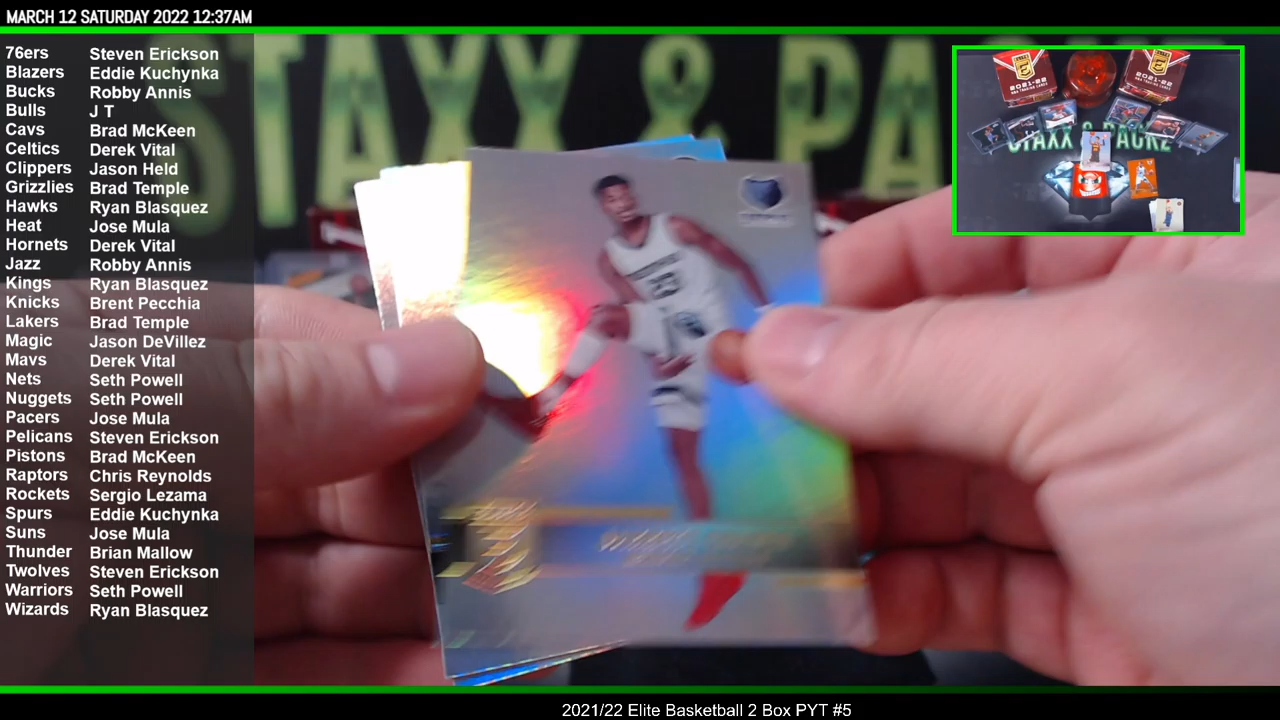 MARCH 12 SATURDAY 2022 12:37AM
76ers Steven Erickson
Blazers Eddie Kuchynka
Bucks Robby Annis
Bulls J T
Cavs Brad McKeen
Celtics Derek Vital
Clippers Jason Held
Grizzlies Brad Temple
Hawks Ryan Blasquez
Heat Jose Mula
Hornets Derek Vital
Jazz Robby Annis
Kings Ryan Blasquez
Knicks Brent Pecchia
Lakers Brad Temple
Magic Jason DeVillez
Mavs Derek Vital
Nets Seth Powell
Nuggets Seth Powell
Pacers Jose Mula
Pelicans Steven Erickson
Pistons Brad McKeen
Raptors Chris Reynolds
Rockets Sergio Lezama
Spurs Eddie Kuchynka
Suns Jose Mula
Thunder Brian Mallow
Twolves Steven Erickson
Warriors Seth Powell
Wizards Ryan Blasquez
STAXX & PA
2021-22
2021-22
2021/22 Elite Basketball 2 Box PYT #5